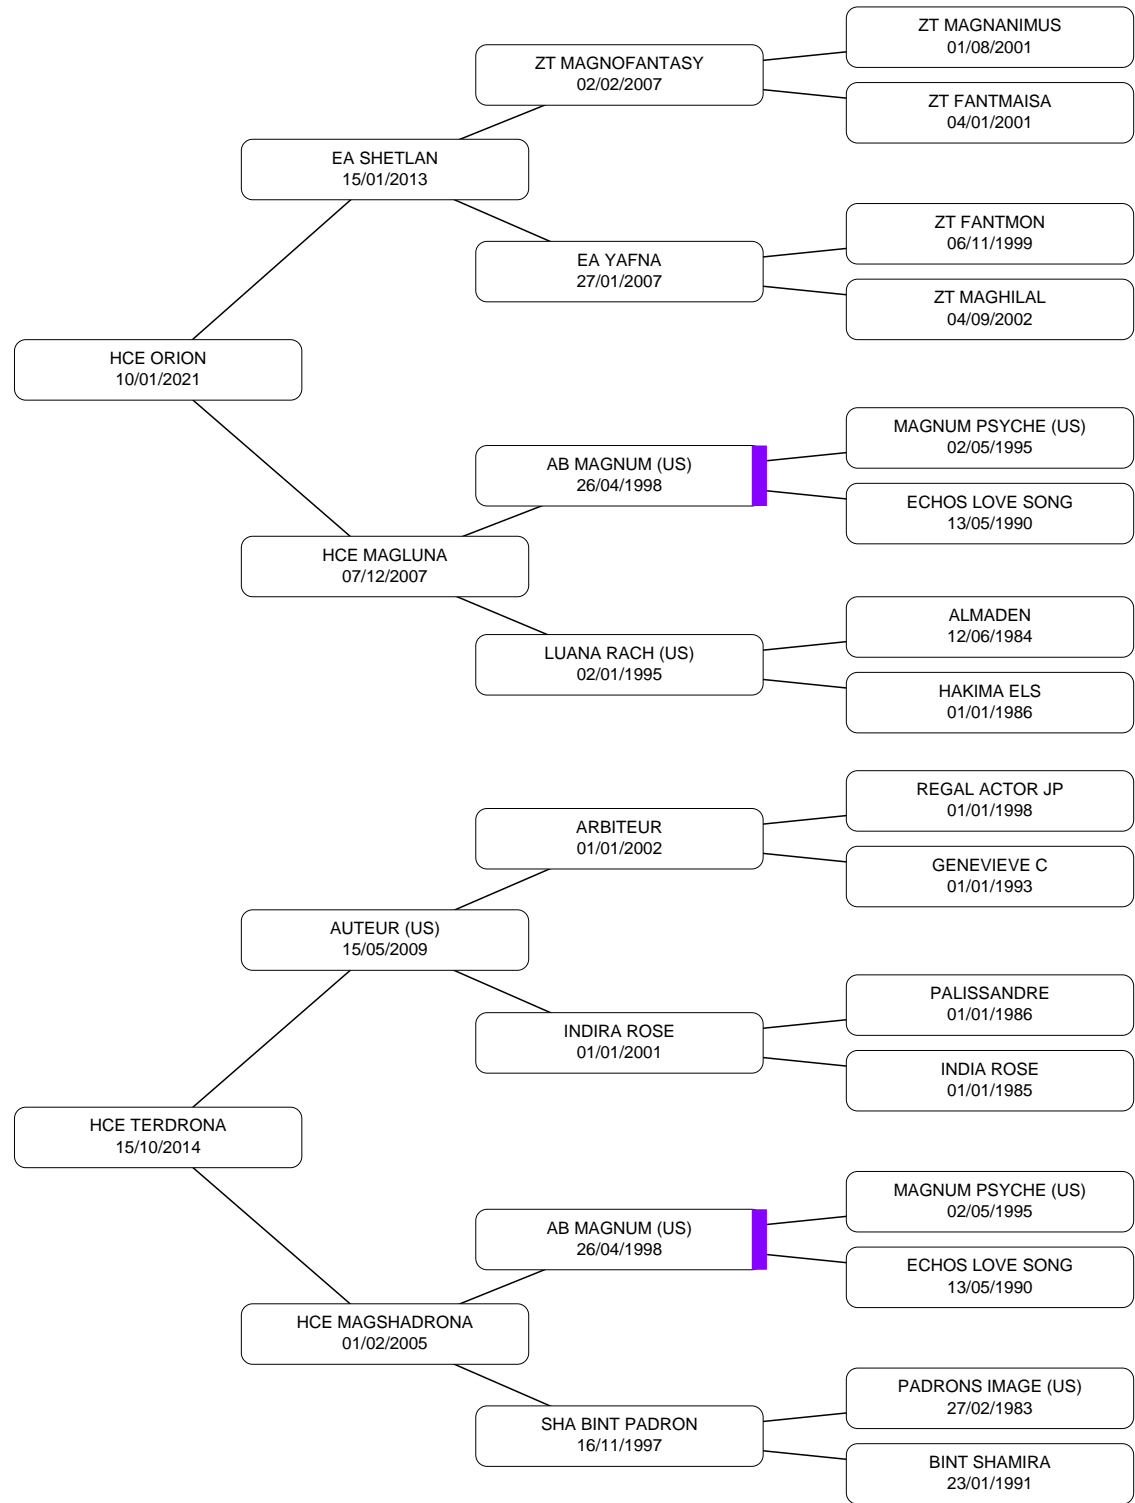 ZT MAGNANIMUS
01/08/2001
ZT MAGNOFANTASY
02/02/2007
ZT FANTMAISA
04/01/2001
EA SHETLAN
15/01/2013
ZT FANTMON
06/11/1999
EA YAFNA
27/01/2007
ZT MAGHILAL
04/09/2002
HCE ORION
10/01/2021
MAGNUM PSYCHE (US)
02/05/1995
AB MAGNUM (US)
26/04/1998
ECHOS LOVE SONG
13/05/1990
HCE MAGLUNA
07/12/2007
ALMADEN
12/06/1984
LUANA RACH (US)
02/01/1995
HAKIMA ELS
01/01/1986
REGAL ACTOR JP
01/01/1998
ARBITEUR
01/01/2002
GENEVIEVE C
01/01/1993
AUTEUR (US)
15/05/2009
PALISSANDRE
01/01/1986
INDIRA ROSE
01/01/2001
INDIA ROSE
01/01/1985
HCE TERDRONA
15/10/2014
MAGNUM PSYCHE (US)
02/05/1995
AB MAGNUM (US)
26/04/1998
ECHOS LOVE SONG
13/05/1990
HCE MAGSHADRONA
01/02/2005
PADRONS IMAGE (US)
27/02/1983
SHA BINT PADRON
16/11/1997
BINT SHAMIRA
23/01/1991